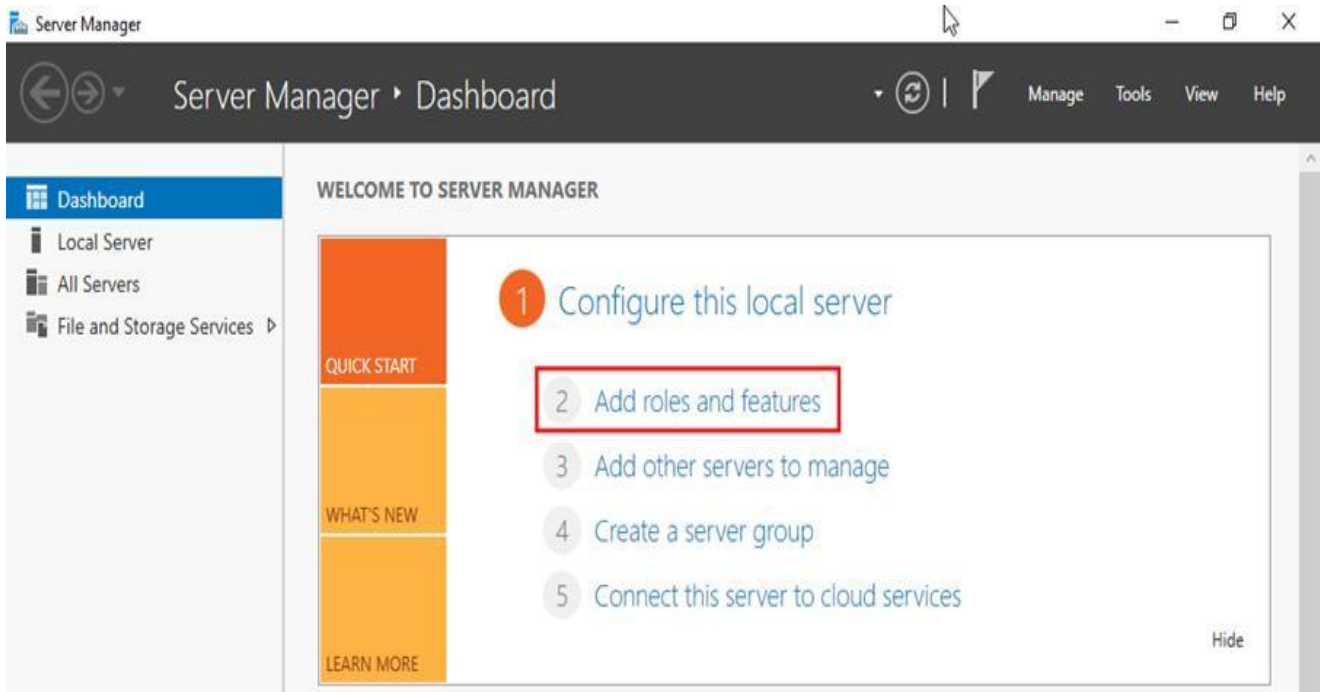 Server Manager
Server Manager ‣ Dashboard
Manage Tools View Help
Dashboard
Local Server
All Servers
File and Storage Services
WELCOME TO SERVER MANAGER
QUICK START
WHAT'S NEW
LEARN MORE
1 Configure this local server
2 Add roles and features
3 Add other servers to manage
4 Create a server group
5 Connect this server to cloud services
Hide